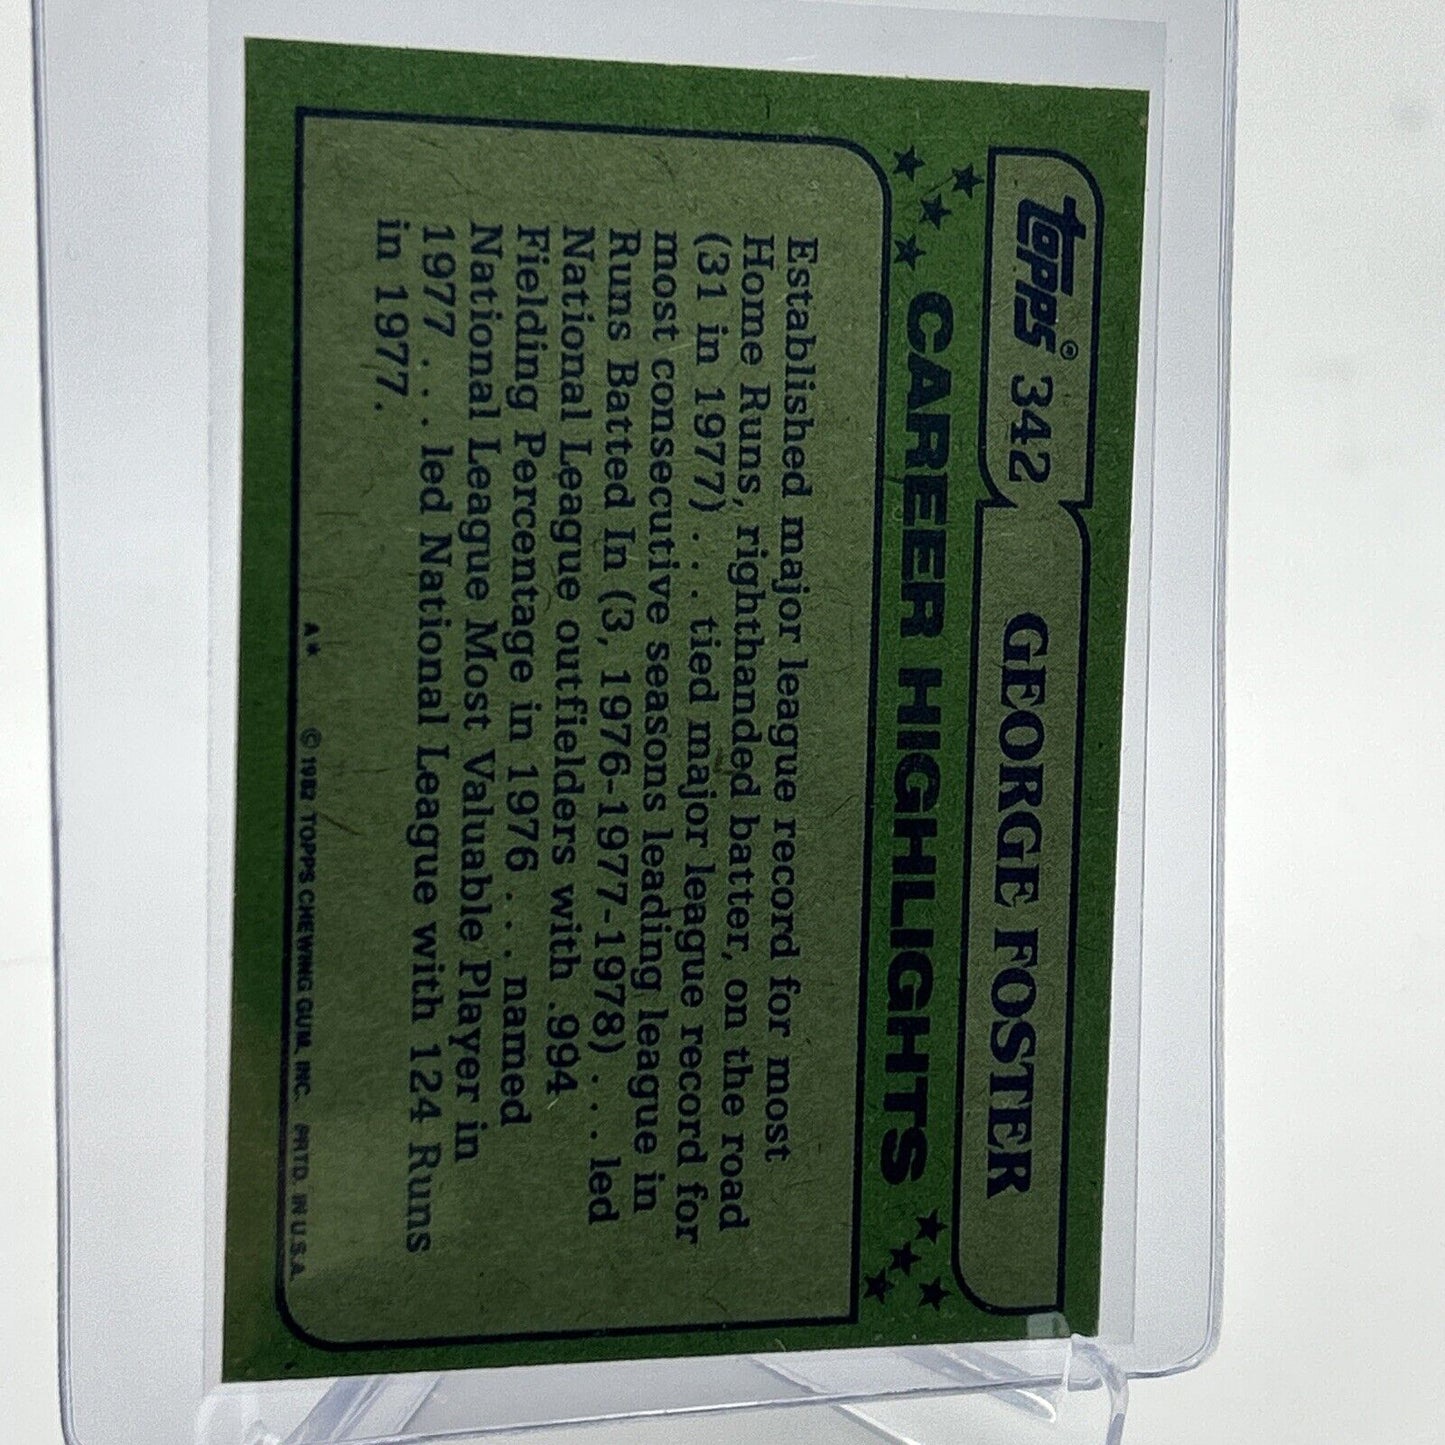 Topps® 342 GEORGE FOSTER
CAREER HIGHLIGHTS
Established major league record for most
Home Runs, righthanded batter, on the road
(31 in 1977) . . . tied major league record for
most consecutive seasons leading league in
Runs Batted In (3, 1976-1977-1978) . . . led
National League outfielders with .994
Fielding Percentage in 1976 . . . named
National League Most Valuable Player in
1977 . . . led National League with 124 Runs
in 1977.
A** © 1982 TOPPS CHEWING GUM, INC. PRTD. IN U.S.A.